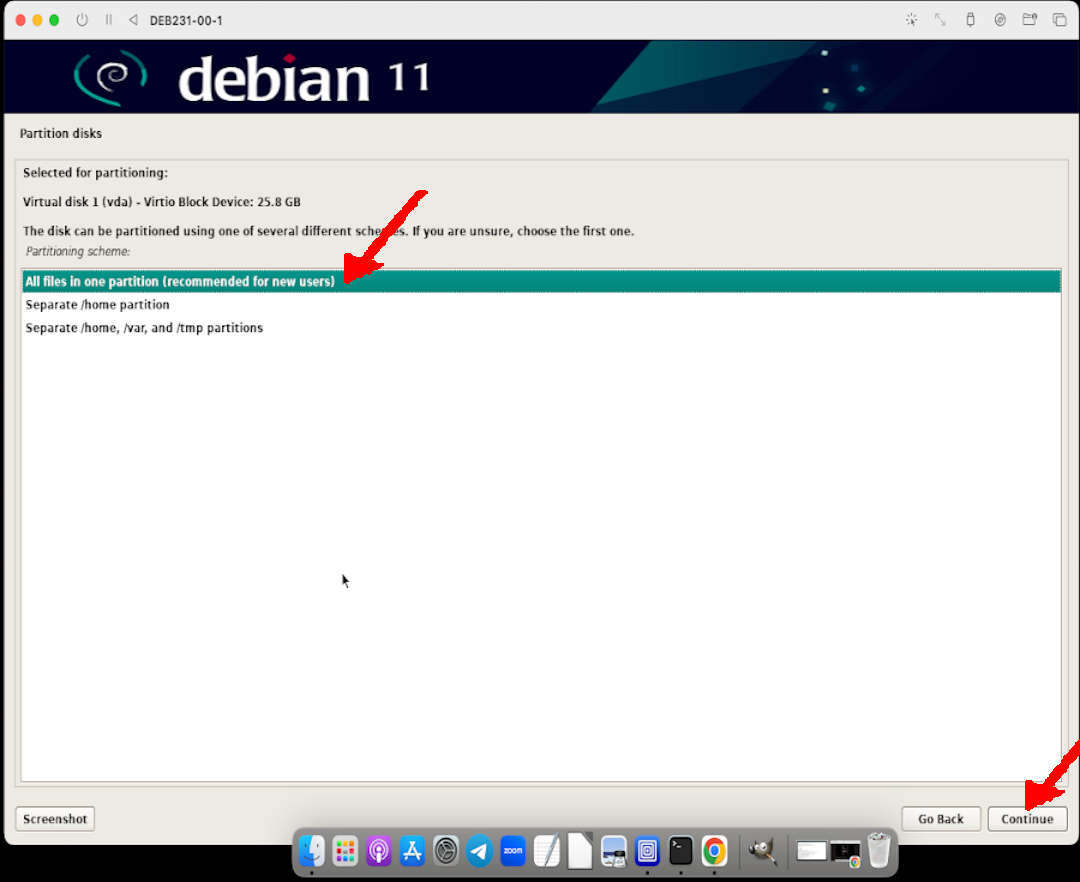 DEB231-00-1
debian 11
Partition disks
Selected for partitioning:
Virtual disk 1 (vda) - Virtio Block Device: 25.8 GB
The disk can be partitioned using one of several different schemes. If you are unsure, choose the first one.
Partitioning scheme:
All files in one partition (recommended for new users)
Separate /home partition
Separate /home, /var, and /tmp partitions
Screenshot
Go Back
Continue
zoom